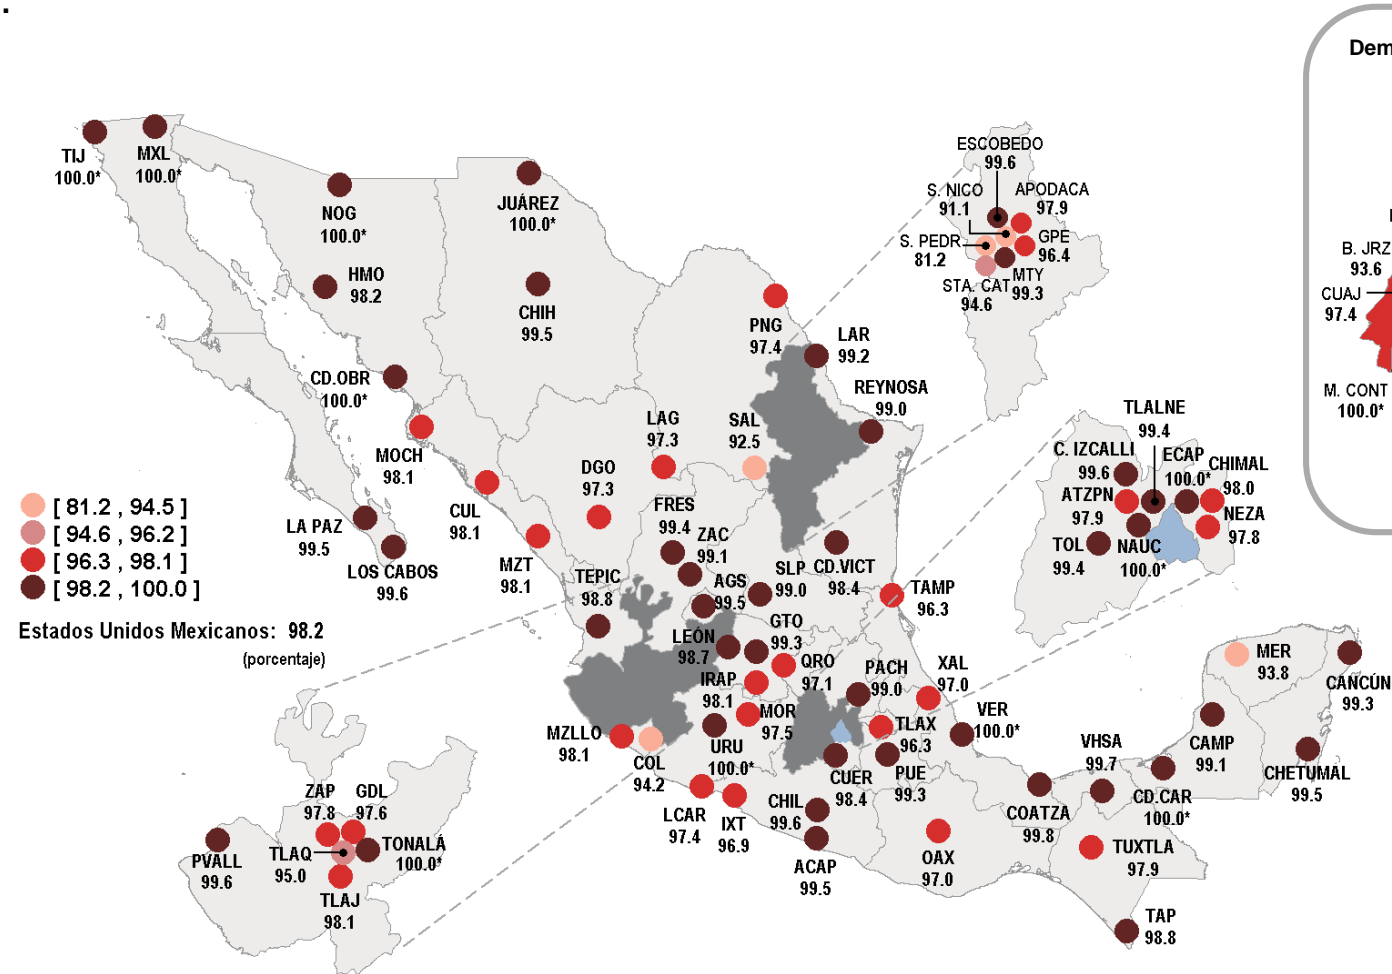 .
Dem
TIJ
100.0*
MXL
100.0*
NOG
100.0*
HMO
98.2
JUÁREZ
100.0*
CHIH
99.5
CD.OBR
100.0*
MOCH
98.1
CUL
98.1
MZT
98.1
LA PAZ
99.5
LOS CABOS
99.6
DGO
97.3
LAG
97.3
SAL
92.5
PNG
97.4
LAR
99.2
REYNOSA
99.0
ESCOBEDO
99.6
S. NICO
91.1
APODACA
97.9
S. PEDR
81.2
GPE
96.4
STA. CAT
94.6
MTY
99.3
B. JRZ
93.6
CUAJ
97.4
M. CONT
100.0*
TLALNE
99.4
C. IZCALLI
99.6
ECAP
100.0*
CHIMAL
98.0
ATZPN
97.9
NEZA
97.8
TOL
99.4
NAUC
100.0*
[ 81.2 , 94.5 ]
[ 94.6 , 96.2 ]
[ 96.3 , 98.1 ]
[ 98.2 , 100.0 ]
Estados Unidos Mexicanos: 98.2
(porcentaje)
FRES
99.4
ZAC
99.1
TEPIC
98.8
AGS
99.5
SLP
99.0
CD.VICT
98.4
TAMP
96.3
LEÓN
98.7
GTO
99.3
QRO
97.1
IRAP
98.1
PACH
99.0
XAL
97.0
MOR
97.5
TLAX
96.3
VER
100.0*
MZLLO
98.1
COL
94.2
URU
100.0*
CUER
98.4
PUE
99.3
LCAR
97.4
IXT
96.9
CHIL
99.6
ACAP
99.5
OAX
97.0
COATZA
99.8
VHSA
99.7
CD.CAR
100.0*
TUXTLA
97.9
TAP
98.8
MER
93.8
CANCÚN
99.3
CAMP
99.1
CHETUMAL
99.5
ZAP
97.8
GDL
97.6
PVALL
99.6
TLAQ
95.0
TONALÁ
100.0*
TLAJ
98.1